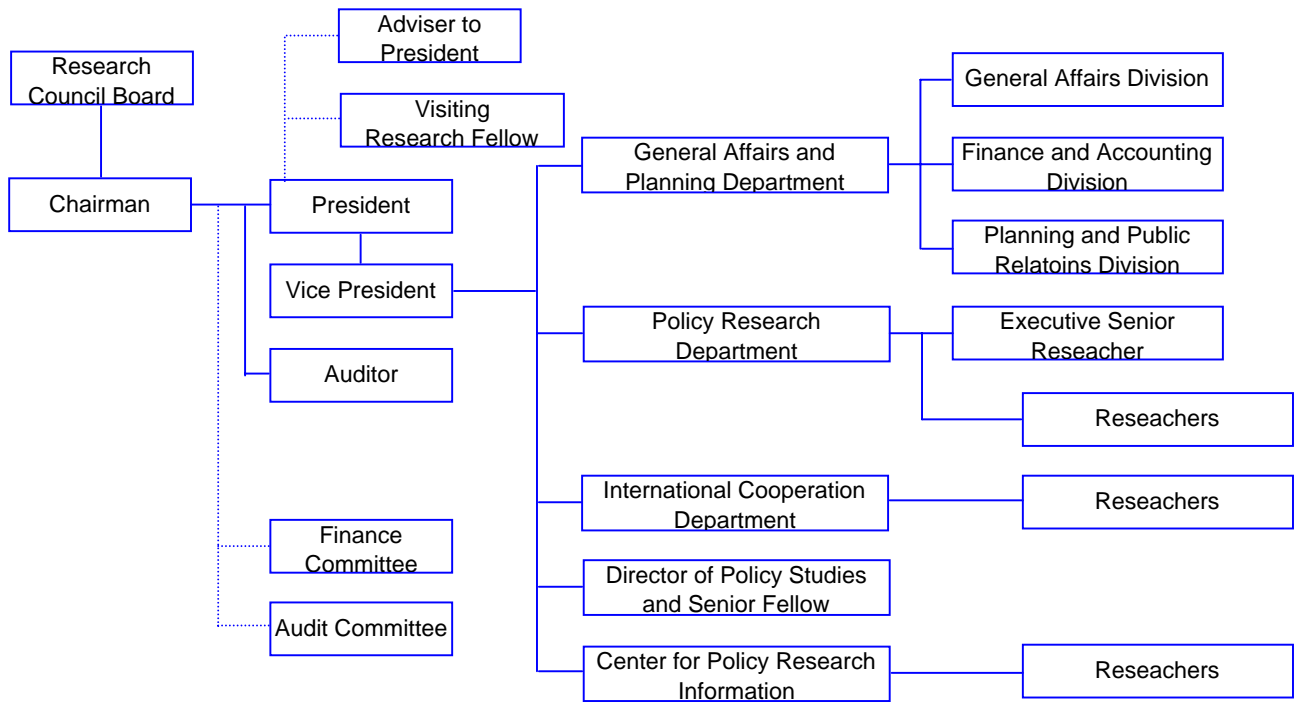 Adviser to
President
Research
Council Board
Visiting
Research Fellow
Chairman
President
Vice President
Auditor
Finance
Committee
Audit Committee
General Affairs and
Planning Department
General Affairs Division
Finance and Accounting
Division
Planning and Public
Relatoins Division
Policy Research
Department
Executive Senior
Reseacher
Reseachers
International Cooperation
Department
Reseachers
Director of Policy Studies
and Senior Fellow
Center for Policy Research
Information
Reseachers